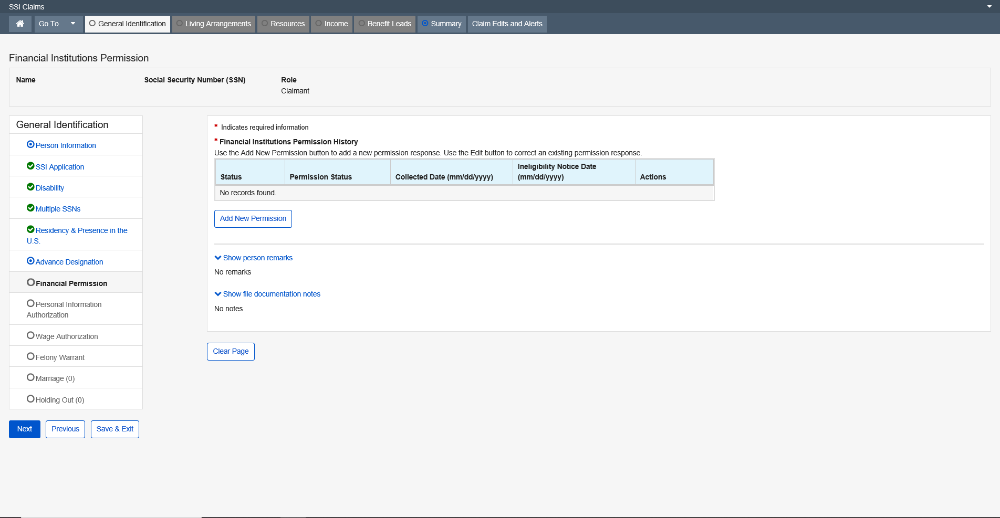 SSI Claims
Go To
General Identification
Living Arrangements
Resources
Income
Benefit Leads
Summary
Claim Edits and Alerts
Financial Institutions Permission
Name
Social Security Number (SSN)
Role
Claimant
General Identification
Person Information
SSI Application
Disability
Multiple SSNs
Residency & Presence in the
U.S.
Advance Designation
Financial Permission
Personal Information
Authorization
Wage Authorization
Felony Warrant
Marriage (0)
Holding Out (0)
Next
Previous
Save & Exit
* Indicates required information
* Financial Institutions Permission History
Use the Add New Permission button to add a new permission response. Use the Edit button to correct an existing permission response.
Status
Permission Status
Collected Date (mm/dd/yyyy)
Ineligibility Notice Date
(mm/dd/yyyy)
Actions
No records found.
Add New Permission
Show person remarks
No remarks
Show file documentation notes
No notes
Clear Page